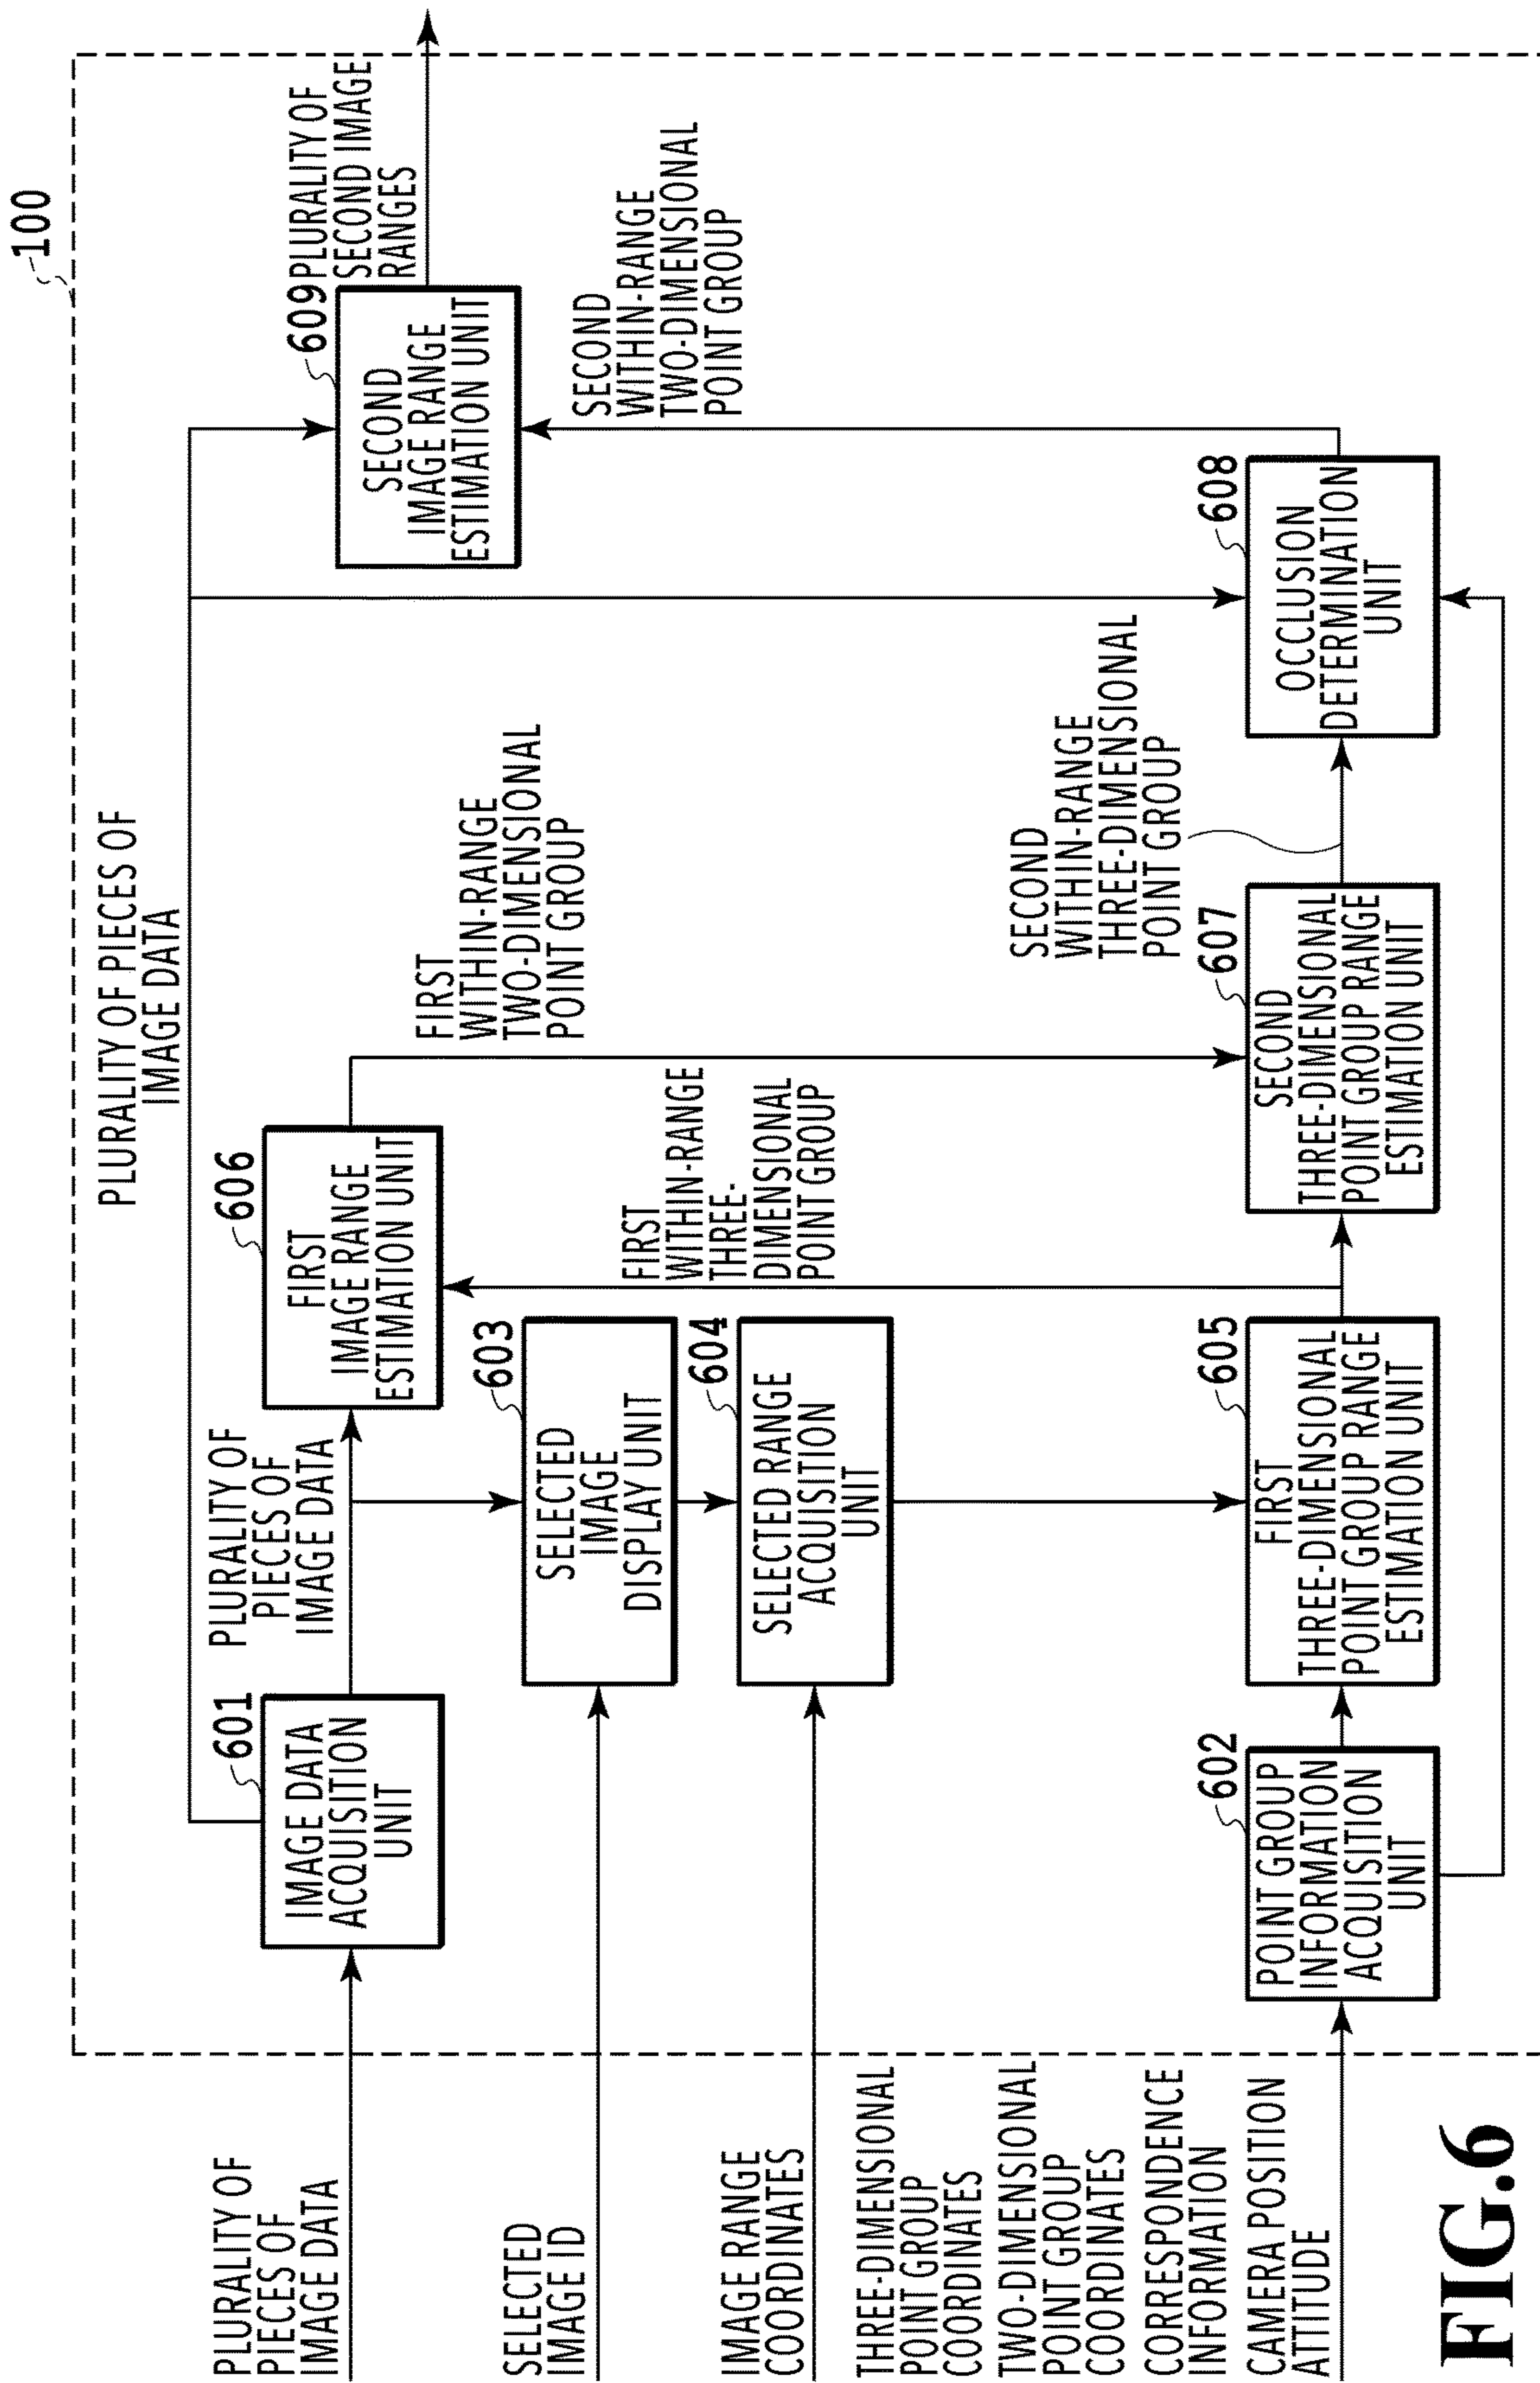 100
PLURALITY OF PIECES OF
IMAGE DATA
PLURALITY OF
PIECES OF
IMAGE DATA
601
IMAGE DATA
ACQUISITION
UNIT
PLURALITY OF
PIECES OF
IMAGE DATA
606
FIRST
IMAGE RANGE
ESTIMATION UNIT
FIRST
WITHIN-RANGE
TWO-DIMENSIONAL
POINT GROUP
609
SECOND
IMAGE RANGE
ESTIMATION UNIT
PLURALITY OF
SECOND IMAGE
RANGES
SELECTED
IMAGE ID
603
SELECTED
IMAGE
DISPLAY UNIT
FIRST
WITHIN-RANGE
THREE-
DIMENSIONAL
POINT GROUP
SECOND
WITHIN-RANGE
TWO-DIMENSIONAL
POINT GROUP
IMAGE RANGE
COORDINATES
604
SELECTED RANGE
ACQUISITION
UNIT
SECOND
WITHIN-RANGE
THREE-DIMENSIONAL
POINT GROUP
THREE-DIMENSIONAL
POINT GROUP
COORDINATES
TWO-DIMENSIONAL
POINT GROUP
COORDINATES
CORRESPONDENCE
INFORMATION
CAMERA POSITION
ATTITUDE
602
POINT GROUP
INFORMATION
ACQUISITION
UNIT
605
FIRST
THREE-DIMENSIONAL
POINT GROUP RANGE
ESTIMATION UNIT
607
SECOND
THREE-DIMENSIONAL
POINT GROUP RANGE
ESTIMATION UNIT
608
OCCLUSION
DETERMINATION
UNIT
FIG.6